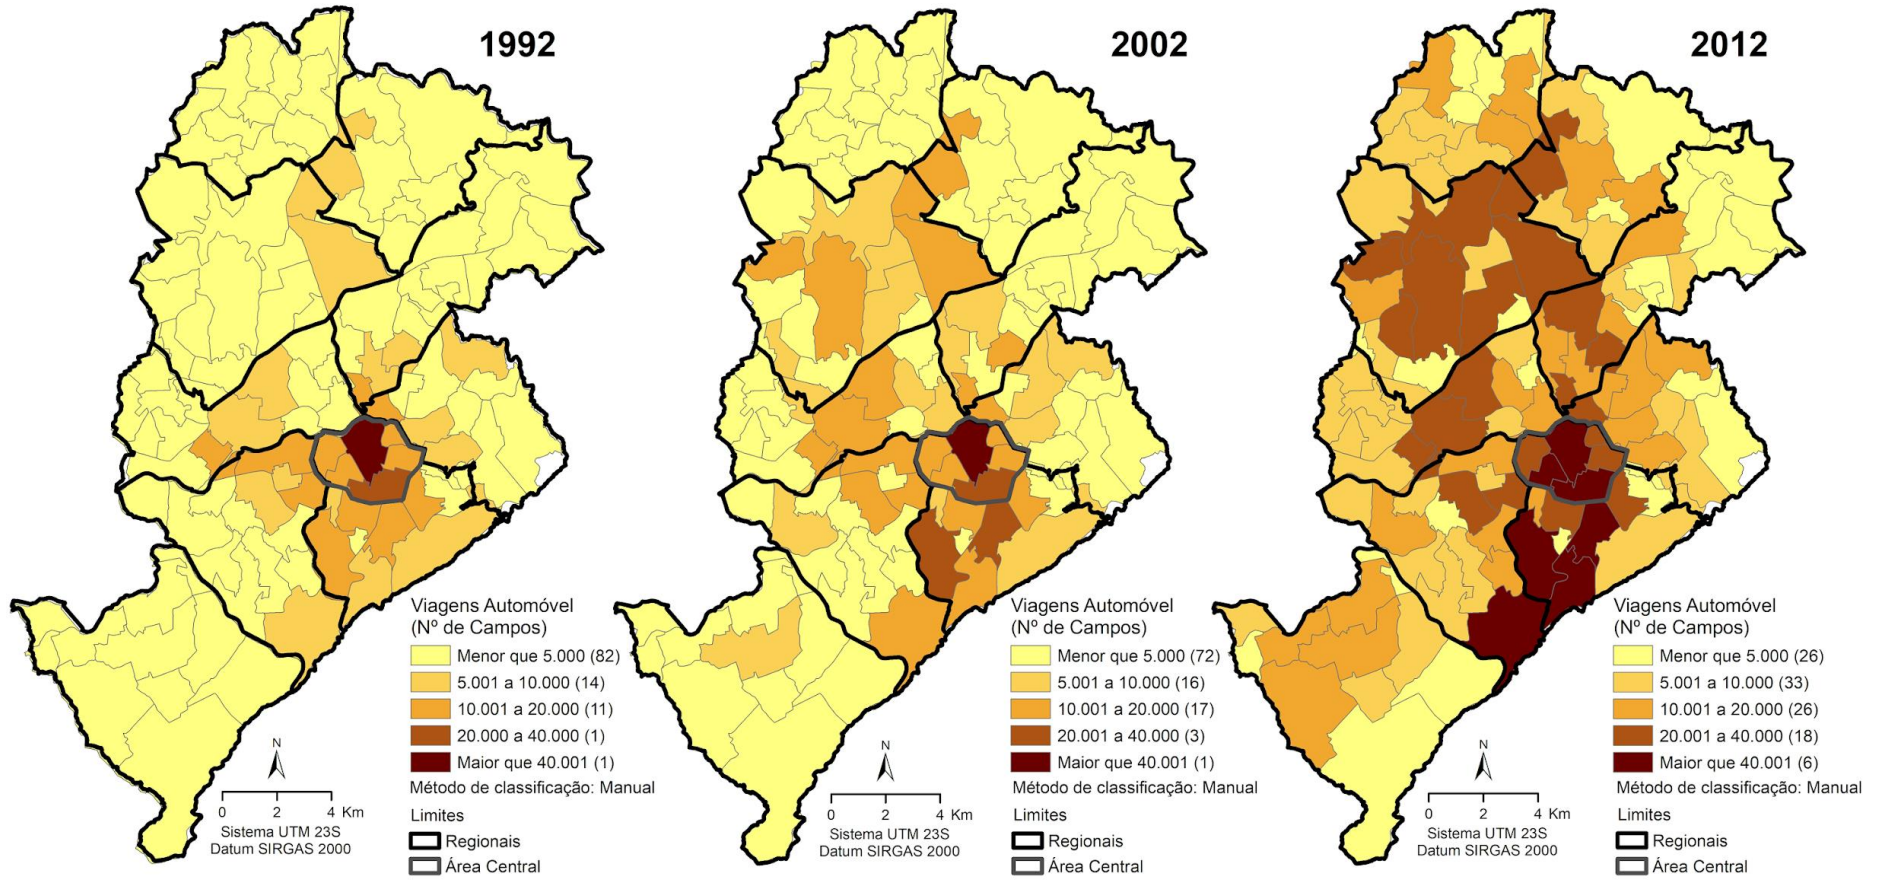 1992
N
0 2 4 Km
Sistema UTM 23S
Datum SIRGAS 2000
Viagens Automóvel
(Nº de Campos)
Menor que 5.000 (82)
5.001 a 10.000 (14)
10.001 a 20.000 (11)
20.000 a 40.000 (1)
Maior que 40.001 (1)
Método de classificação: Manual
Limites
Regionais
Área Central
2002
N
0 2 4 Km
Sistema UTM 23S
Datum SIRGAS 2000
Viagens Automóvel
(Nº de Campos)
Menor que 5.000 (72)
5.001 a 10.000 (16)
10.001 a 20.000 (17)
20.001 a 40.000 (3)
Maior que 40.001 (1)
Método de classificação: Manual
Limites
Regionais
Área Central
2012
N
0 2 4 Km
Sistema UTM 23S
Datum SIRGAS 2000
Viagens Automóvel
(Nº de Campos)
Menor que 5.000 (26)
5.001 a 10.000 (33)
10.001 a 20.000 (26)
20.001 a 40.000 (18)
Maior que 40.001 (6)
Método de classificação: Manual
Limites
Regionais
Área Central